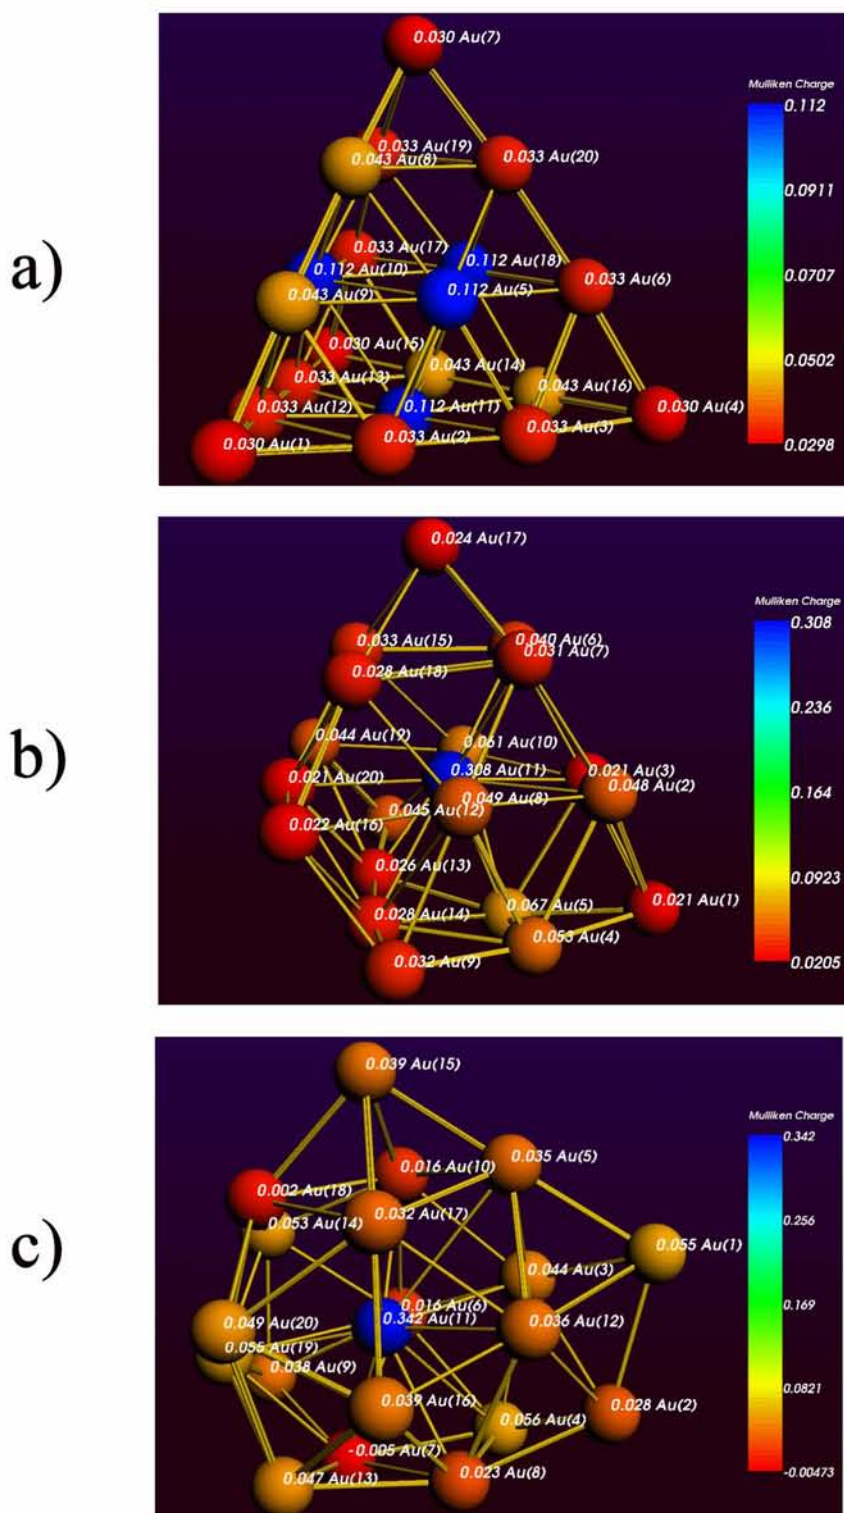 a)
0.030 Au(7)
Mulliken Charge
0.112
0.033 Au(19)
0.043 Au(8)
0.033 Au(20)
0.0911
0.033 Au(17)
0.112 Au(18)
0.112 Au(10)
0.033 Au(6)
0.0707
0.043 Au(9)
0.112 Au(5)
0.030 Au(15)
0.043 Au(14)
0.0502
0.033 Au(13)
0.043 Au(16)
0.033 Au(12)
0.112 Au(11)
0.030 Au(4)
0.030 Au(1)
0.033 Au(2)
0.033 Au(3)
0.0298
b)
0.024 Au(17)
Mulliken Charge
0.308
0.033 Au(15)
0.040 Au(6)
0.031 Au(7)
0.028 Au(18)
0.236
0.044 Au(19)
0.061 Au(10)
0.021 Au(20)
0.308 Au(11)
0.021 Au(3)
0.048 Au(2)
0.164
0.045 Au(12)
0.049 Au(8)
0.022 Au(16)
0.026 Au(13)
0.0923
0.028 Au(14)
0.067 Au(5)
0.021 Au(1)
0.053 Au(4)
0.032 Au(9)
0.0205
c)
0.039 Au(15)
Mulliken Charge
0.342
0.016 Au(10)
0.035 Au(5)
0.002 Au(18)
0.053 Au(14)
0.032 Au(17)
0.256
0.055 Au(1)
0.044 Au(3)
0.016 Au(6)
0.342 Au(11)
0.036 Au(12)
0.169
0.049 Au(20)
0.055 Au(19)
0.038 Au(9)
0.039 Au(16)
0.028 Au(2)
0.0821
0.056 Au(4)
-0.005 Au(7)
0.047 Au(13)
0.023 Au(8)
-0.00473